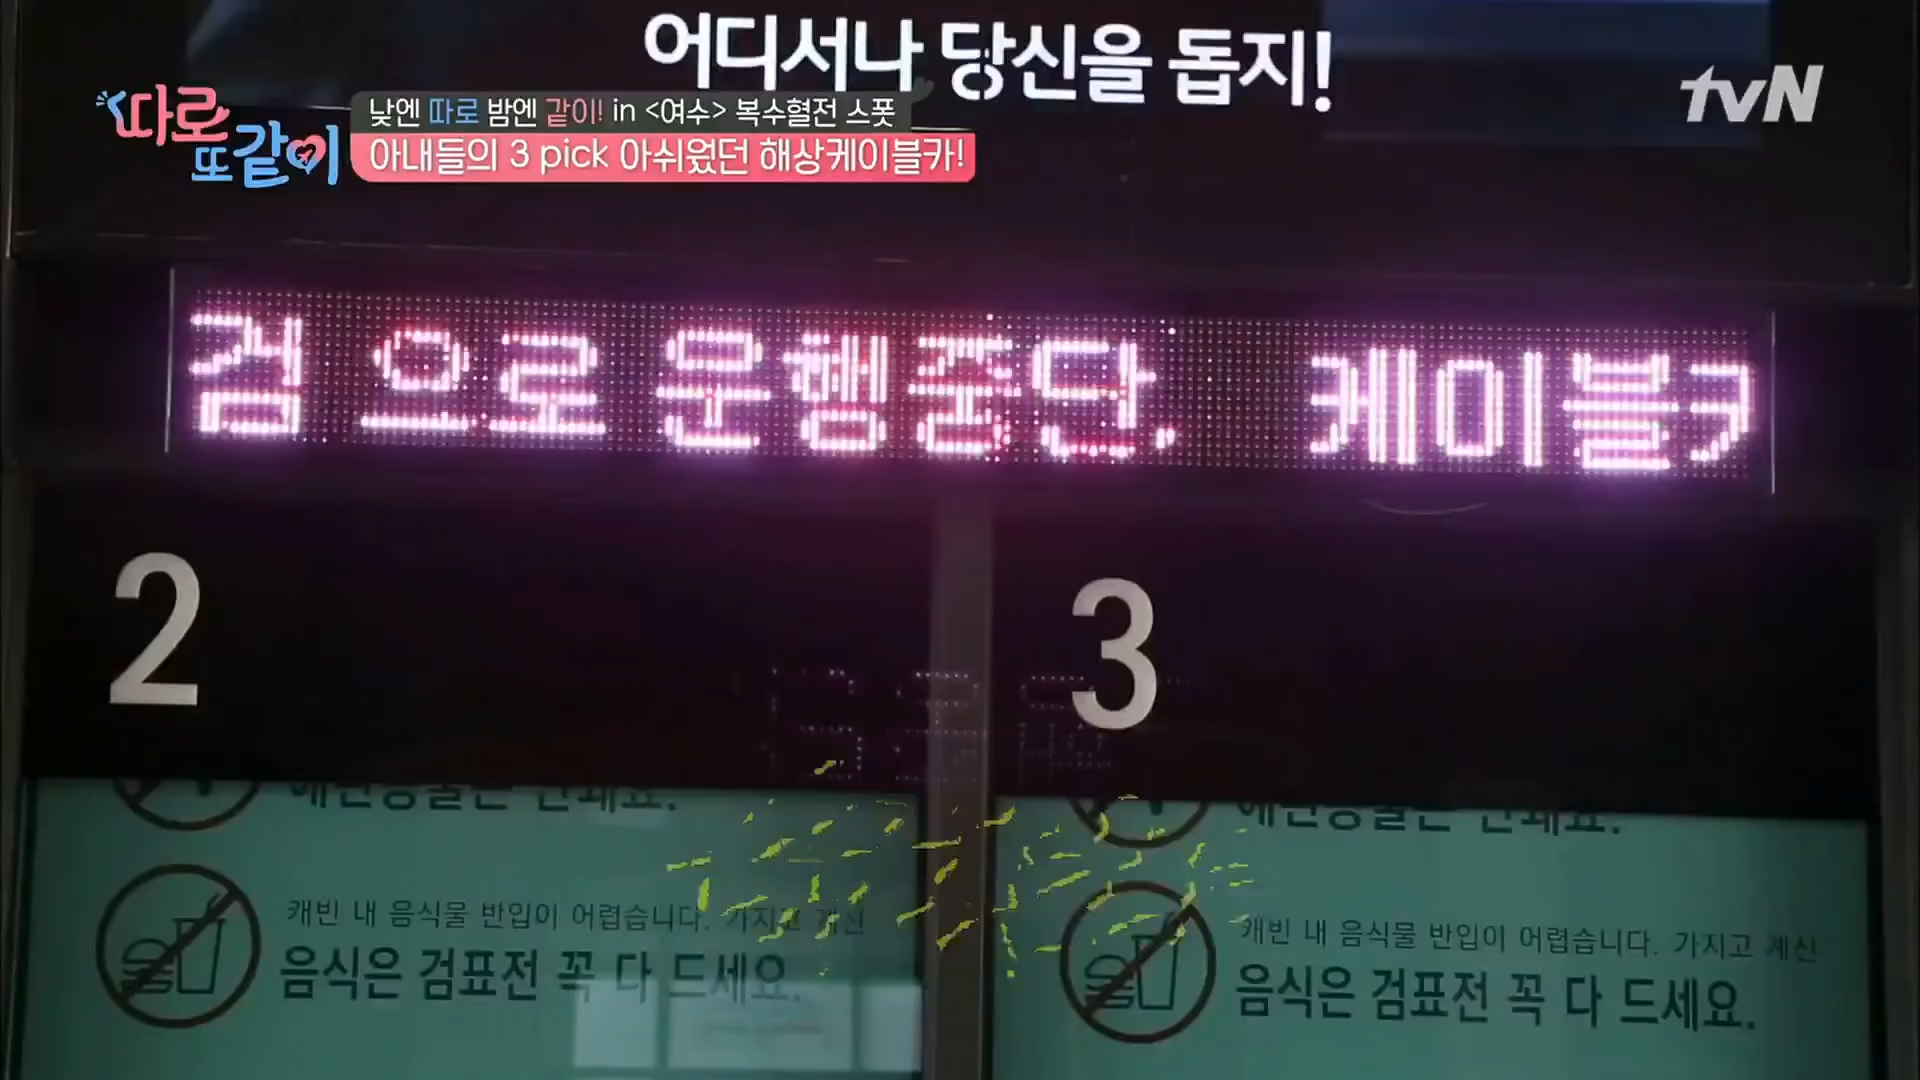 어디서나 당신을 돕지!
따로 또 같이
낮엔 따로 밤엔 같이! in <여수> 복수혈전 스폿
tvN
아내들의 3 pick 아쉬웠던 해상케이블카!
검 으로 운행중단, 케이블카
2
3
캐빈 내 음식물 반입이 어렵습니다. 가지고 계신
음식은 검표전 꼭 다 드세요.
캐빈 내 음식물 반입이 어렵습니다. 가지고 계신
음식은 검표전 꼭 다 드세요.